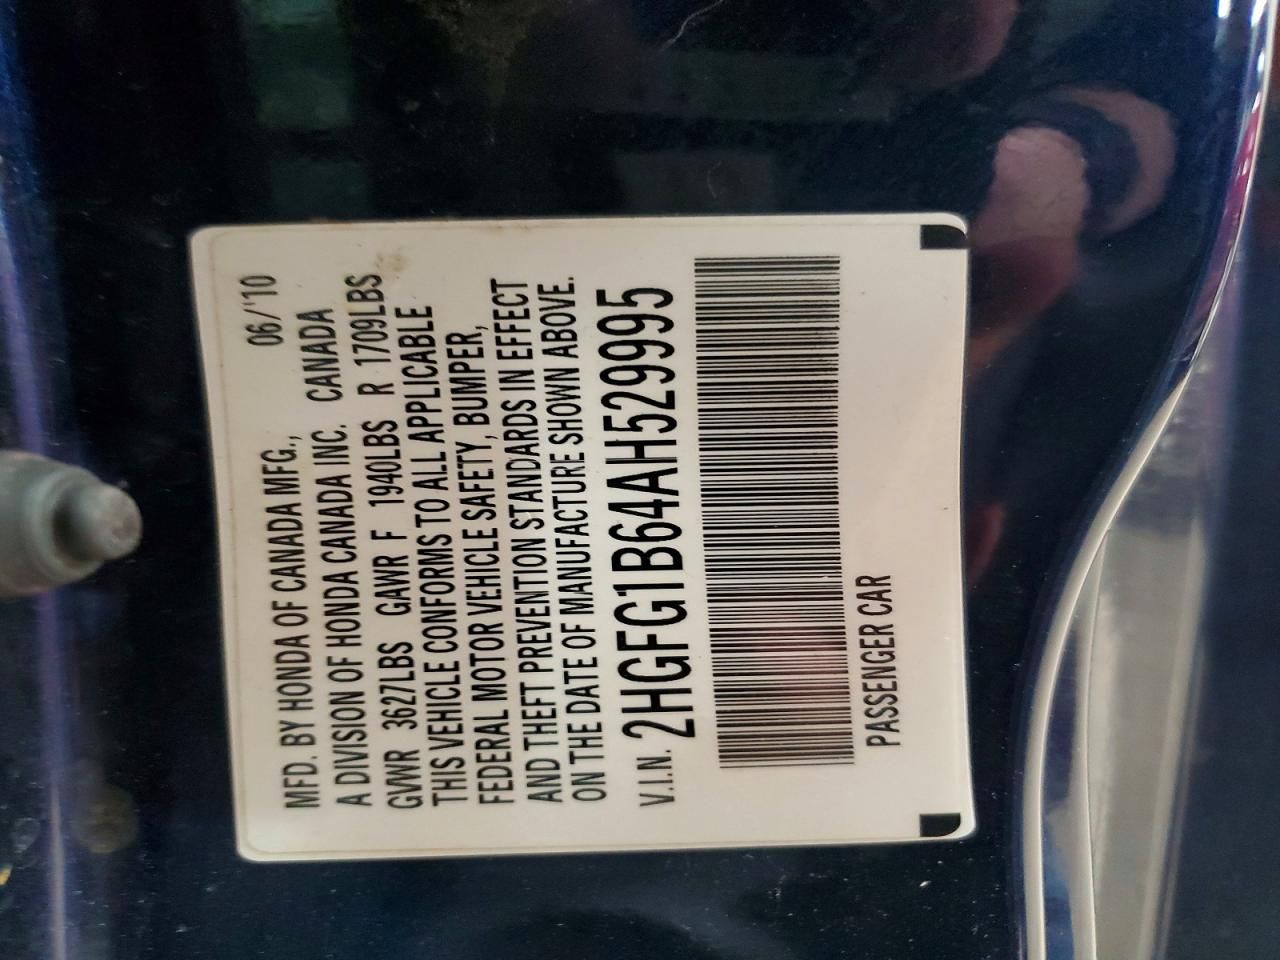 MFD. BY HONDA OF CANADA MFG., 06/'10
A DIVISION OF HONDA CANADA INC. CANADA
GVWR 3627LBS GAWR F 1940LBS R 1709LBS
THIS VEHICLE CONFORMS TO ALL APPLICABLE
FEDERAL MOTOR VEHICLE SAFETY, BUMPER,
AND THEFT PREVENTION STANDARDS IN EFFECT
ON THE DATE OF MANUFACTURE SHOWN ABOVE.
V.I.N. 2HGFG1B64AH529995
PASSENGER CAR